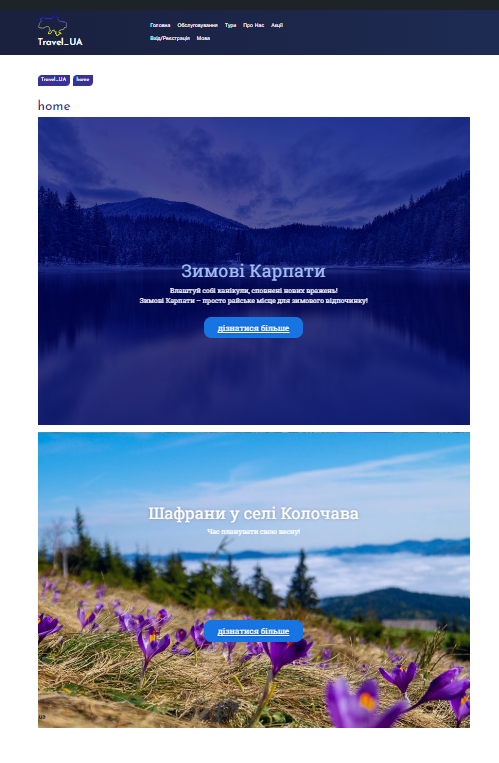 Головна Обслуговування Тури Про Нас Акції
Travel_UA
Вхід/Реєстрація Мова
Travel_UA home
home
Зимові Карпати
Влаштуй собі канікули, сповнені нових вражень!
Зимові Карпати – просто райське місце для зимового відпочинку!
дізнатися більше
Шафрани у селі Колочава
Час планувати свою весну!
дізнатися більше